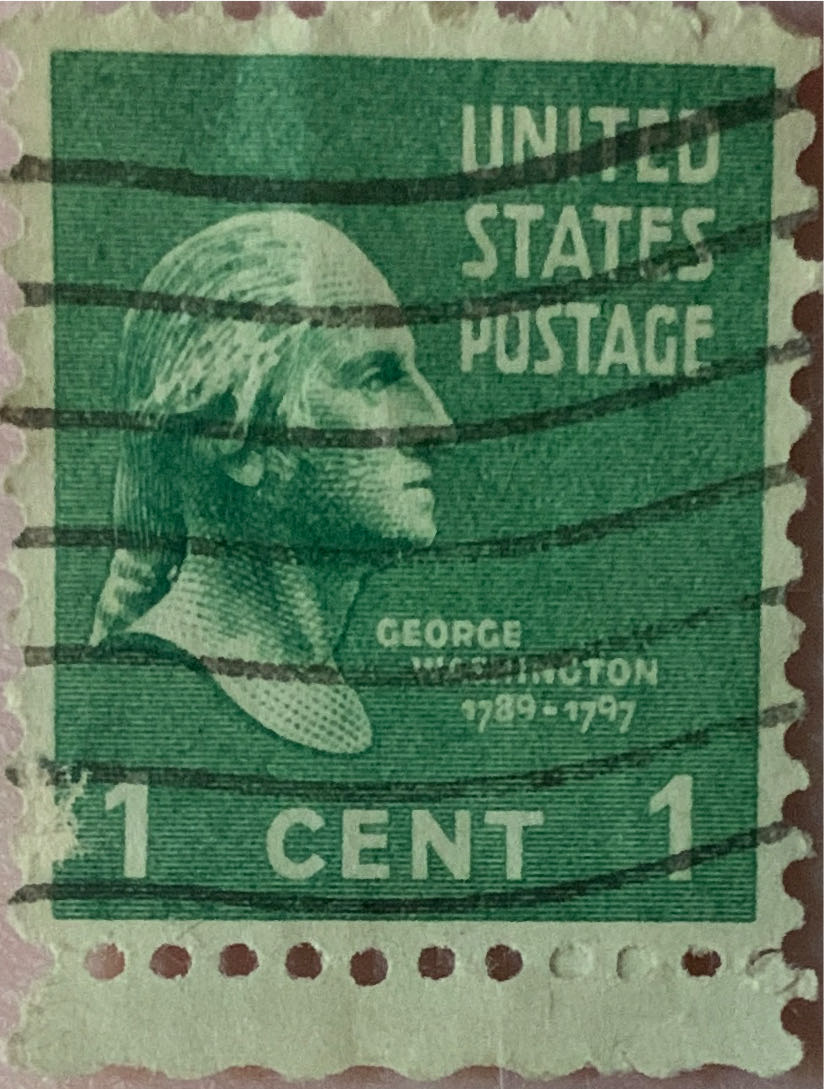 UNITED
STATES
POSTAGE
GEORGE
WASHINGTON
1789-1797
1 CENT 1